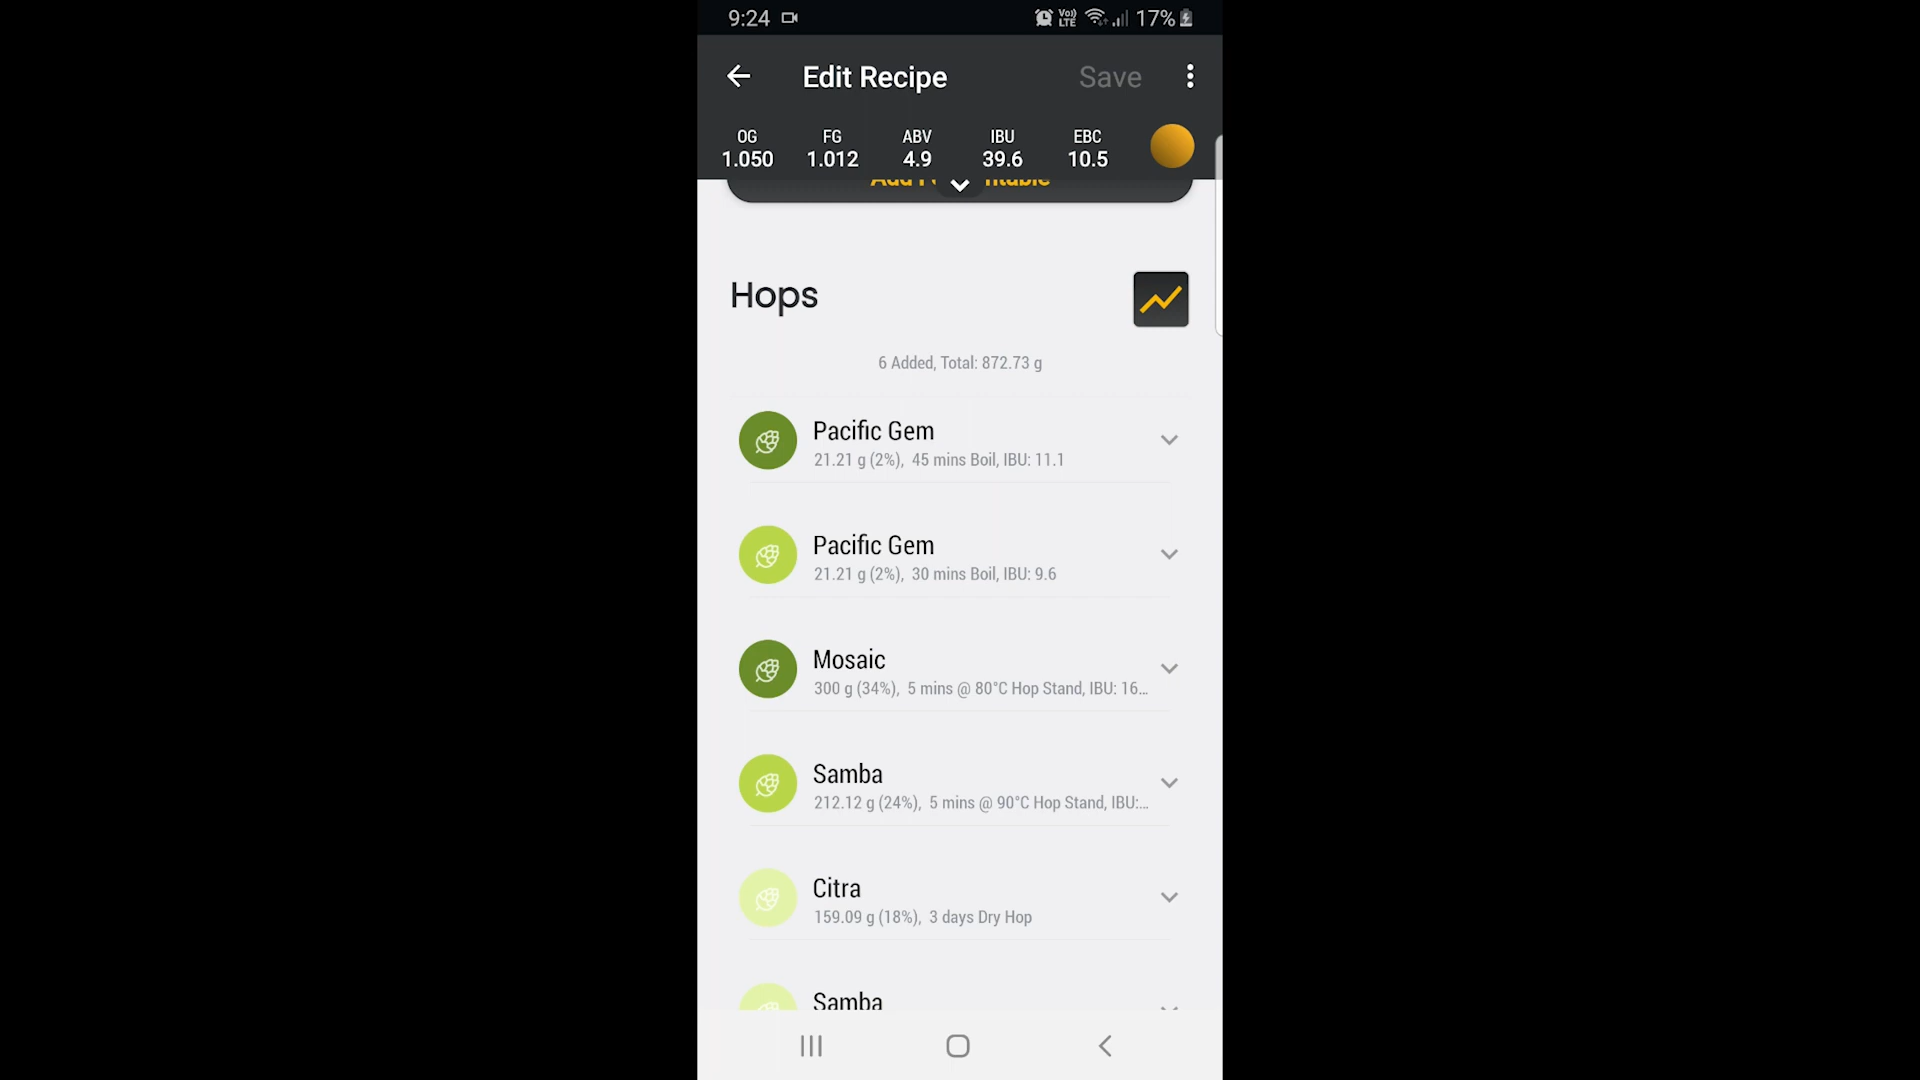 9:24
Vo)) LTE
17%
Edit Recipe
Save
OG FG ABV IBU EBC
1.050 1.012 4.9 39.6 10.5
Add
Hops
6 Added, Total: 872.73 g
Pacific Gem
21.21 g (2%), 45 mins Boil, IBU: 11.1
Pacific Gem
21.21 g (2%), 30 mins Boil, IBU: 9.6
Mosaic
300 g (34%), 5 mins @ 80°C Hop Stand, IBU: 16...
Samba
212.12 g (24%), 5 mins @ 90°C Hop Stand, IBU:...
Citra
159.09 g (18%), 3 days Dry Hop
Samba